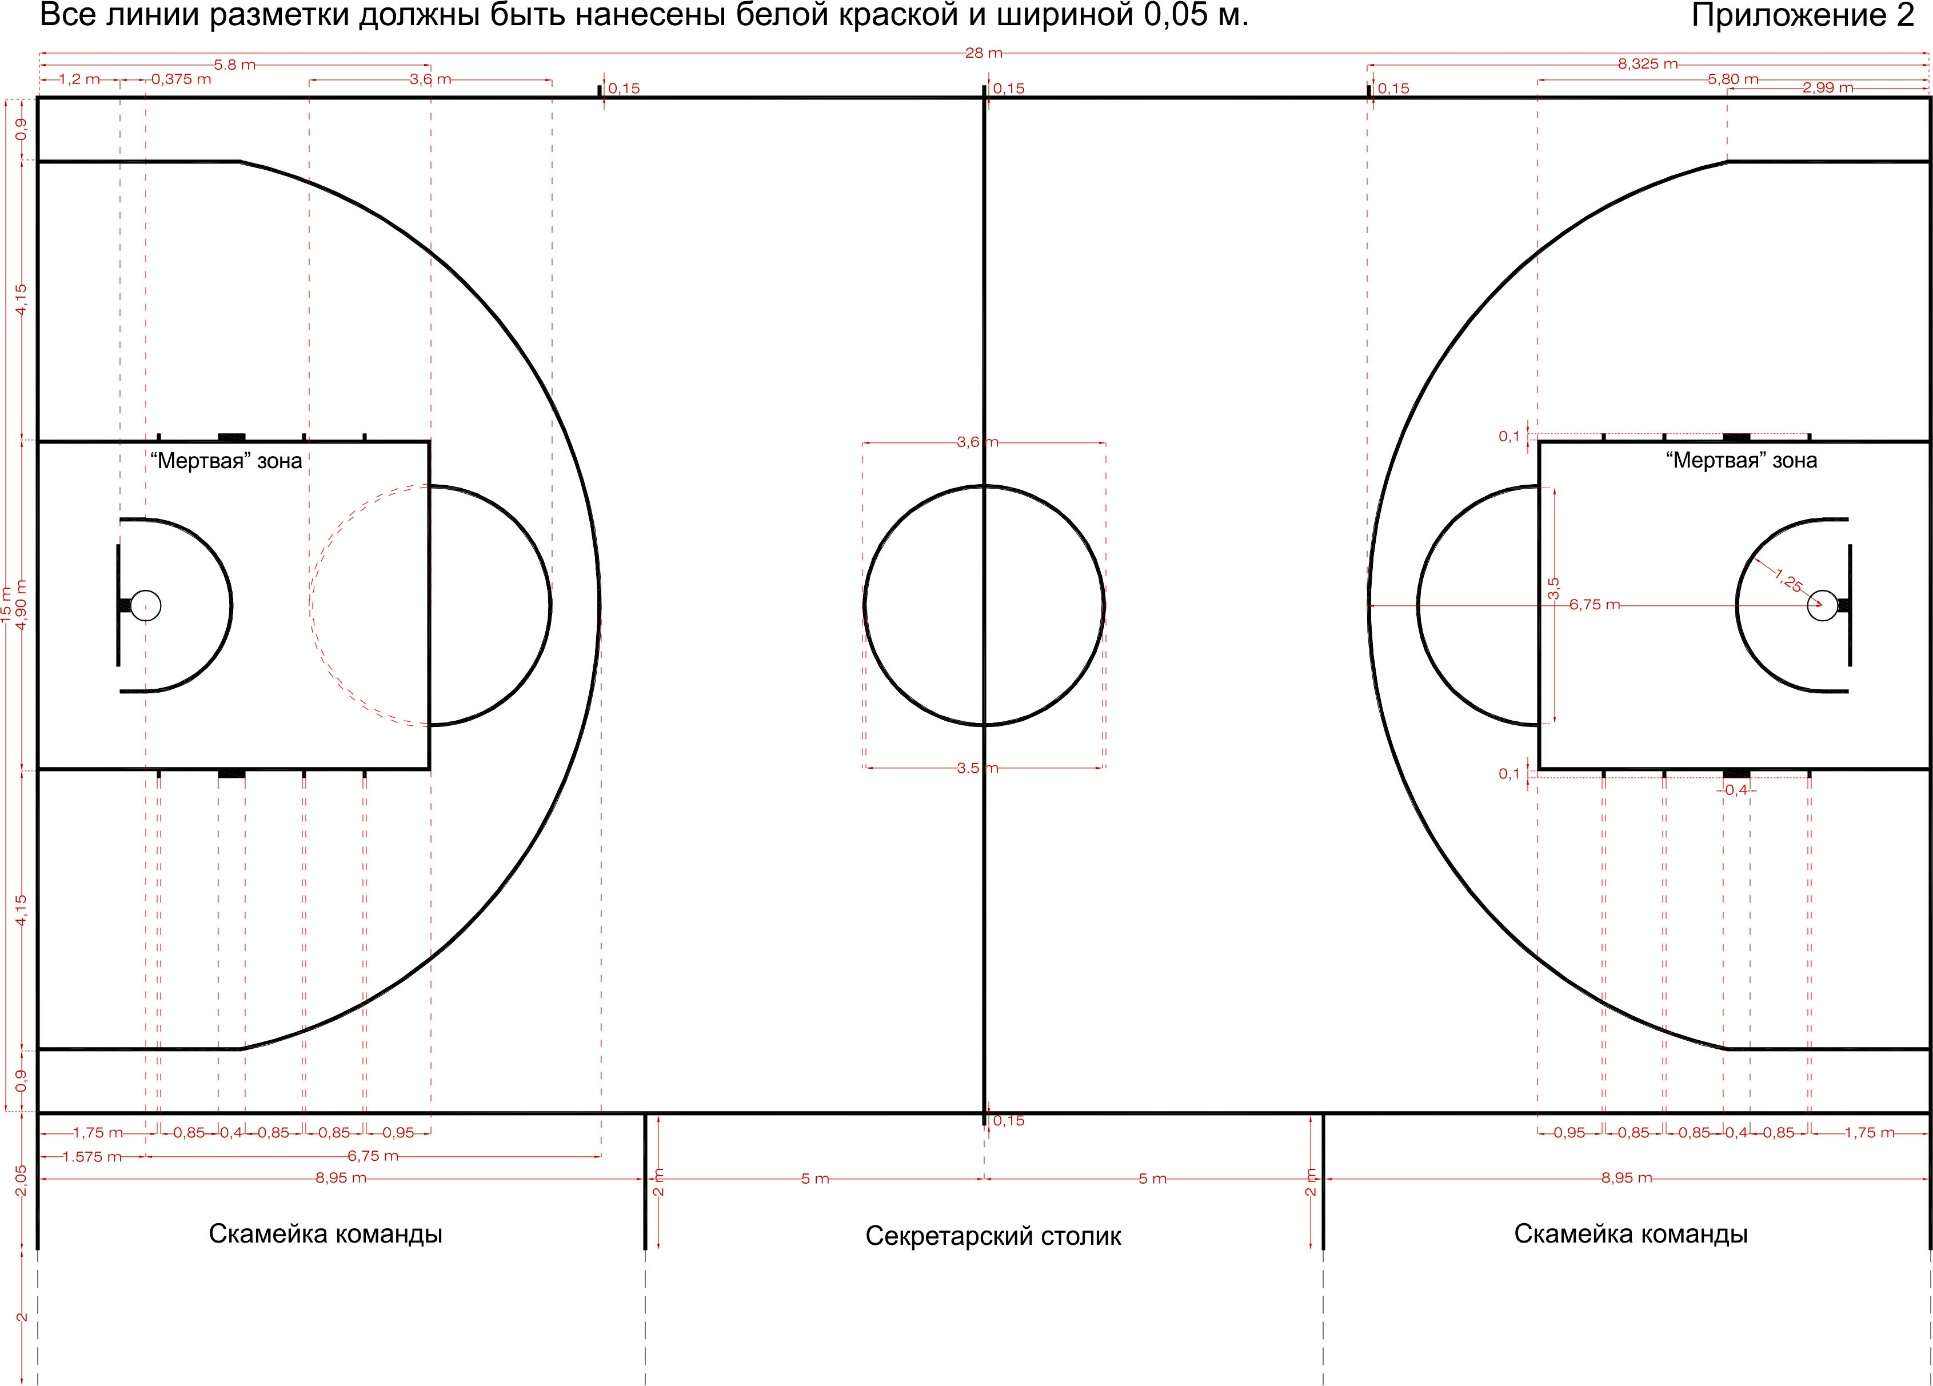 Все линии разметки должны быть нанесены белой краской и шириной 0,05 м.
Приложение 2
28 m
5.8 m
8,325 m
1,2 m
0,375 m
3,6 m
5,80 m
0,15
0,15
0,15
2,99 m
0,9
4,15
3,6 m
0,1
“Мертвая” зона
“Мертвая” зона
1,25
3,5
6,75 m
15 m
4,90 m
3.5 m
0,1
0,4
4,15
0,9
0,15
1,75 m
0,85
0,4
0,85
0,85
0,95
0,95
0,85
0,85
0,4
0,85
1,75 m
1.575 m
6,75 m
2,05
8,95 m
2 m
5 m
5 m
2 m
8,95 m
Скамейка команды
Секретарский столик
Скамейка команды
2